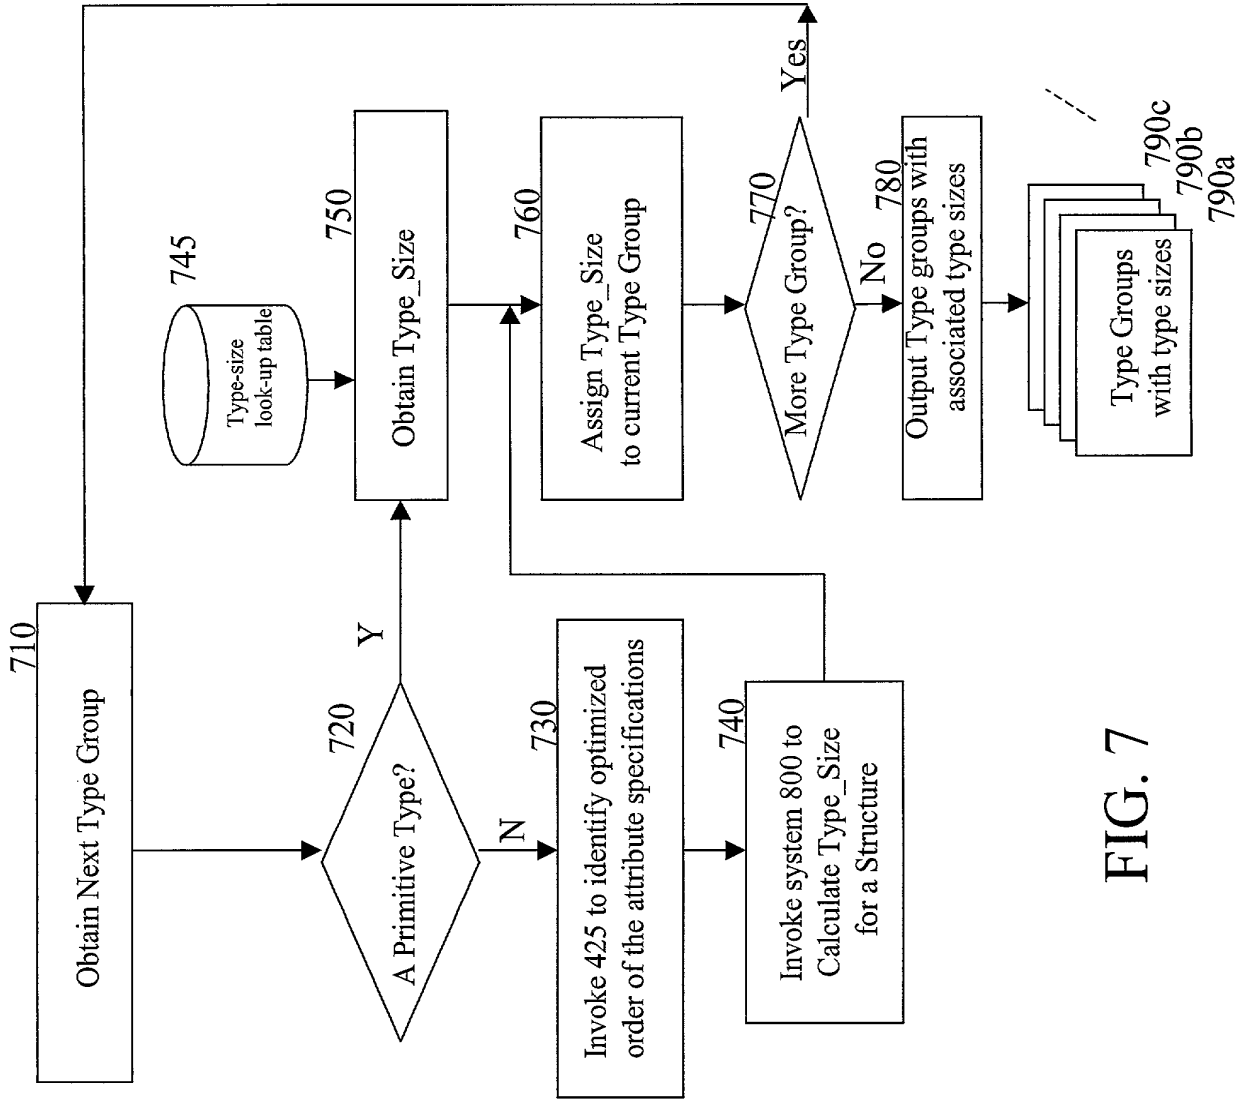 710
Obtain Next Type Group
720
A Primitive Type?
Y
N
730
Invoke 425 to identify optimized
order of the attribute specifications
740
Invoke system 800 to
Calculate Type_Size
for a Structure
745
Type-size
look-up table
750
Obtain Type_Size
760
Assign Type_Size
to current Type Group
770
More Type Group?
Yes
No
780
Output Type groups with
associated type sizes
790c
790b
790a
Type Groups
with type sizes
FIG. 7